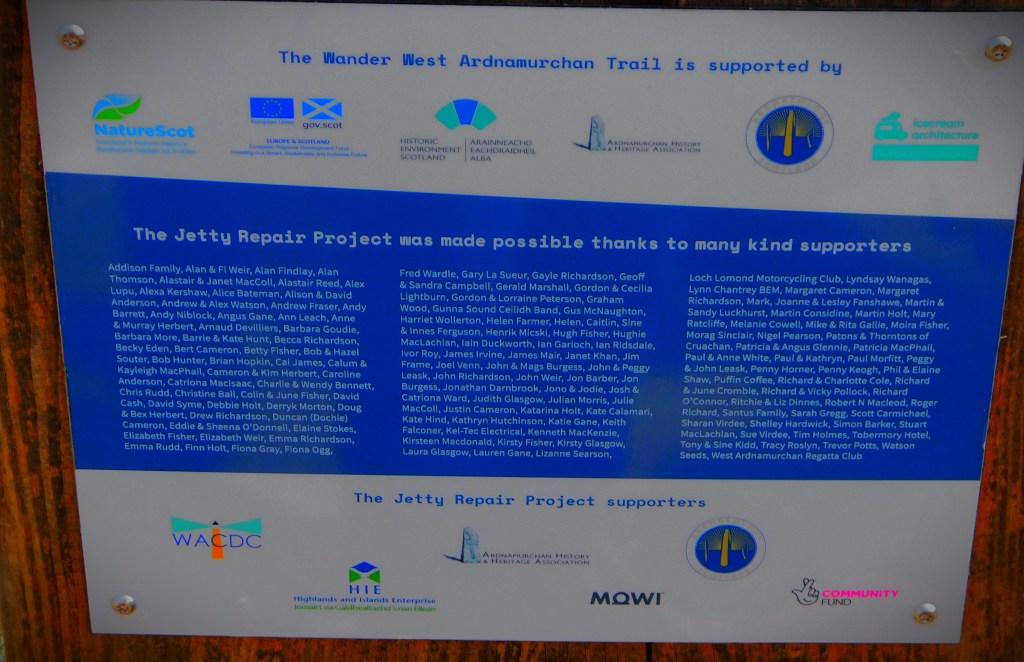 The Wander West Ardnamurchan Trail is supported by
NatureScot
European Union
gov.scot
EUROPE & SCOTLAND
European Regional Development Fund
Investing in a Smart, Sustainable and Inclusive Future
HISTORIC
ENVIRONMENT
SCOTLAND
ÀRAINNEACHD
EACHDRAIDHEIL
ALBA
ARDNAMURCHAN HISTORY
& HERITAGE ASSOCIATION
icecream
architecture
The Jetty Repair Project was made possible thanks to many kind supporters
Addison Family, Alan & Fi Weir, Alan Findlay, Alan
Thomson, Alastair & Janet MacColl, Alastair Reed, Alex
Lupu, Alexa Kershaw, Alice Bateman, Alison & David
Anderson, Andrew & Alex Watson, Andrew Fraser, Andy
Barrett, Andy Niblock, Angus Gane, Ann Leach, Anne
& Murray Herbert, Arnaud Devilliers, Barbara Goudie,
Barbara More, Barrie & Kate Hunt, Becca Richardson,
Becky Eden, Bert Cameron, Betty Fisher, Bob & Hazel
Souter, Bob Hunter, Brian Hopkin, Cal James, Calum &
Kayleigh MacPhail, Cameron & Kim Herbert, Caroline
Anderson, Catriona MacIsaac, Charlie & Wendy Bennett,
Chris Rudd, Christine Ball, Colin & June Fisher, David
Cash, David Syme, Debbie Holt, Derryk Morton, Doug
& Bex Herbert, Drew Richardson, Duncan (Dochie)
Cameron, Eddie & Sheena O'Donnell, Elaine Stokes,
Elizabeth Fisher, Elizabeth Weir, Emma Richardson,
Emma Rudd, Finn Holt, Fiona Gray, Fiona Ogg,
Fred Wardle, Gary La Sueur, Gayle Richardson, Geoff
& Sandra Campbell, Gerald Marshall, Gordon & Cecilia
Lightburn, Gordon & Lorraine Peterson, Graham
Wood, Gunna Sound Ceilidh Band, Gus McNaughton,
Harriet Wollerton, Helen Farmer, Helen, Caitlin, Sine
& Innes Ferguson, Henrik Micski, Hugh Fisher, Hughie
MacLachlan, Iain Duckworth, Ian Garioch, Ian Ridsdale,
Ivor Roy, James Irvine, James Mair, Janet Khan, Jim
Frame, Joel Venn, John & Mags Burgess, John & Peggy
Leask, John Richardson, John Weir, Jon Barber, Jon
Burgess, Jonathan Darnbrook, Jono & Jodie, Josh &
Catriona Ward, Judith Glasgow, Julian Morris, Julie
MacColl, Justin Cameron, Katarina Holt, Kate Calamari,
Kate Hind, Kathryn Hutchinson, Katie Gane, Keith
Falconer, Kel-Tec Electrical, Kenneth MacKenzie,
Kirsteen Macdonald, Kirsty Fisher, Kirsty Glasgow,
Laura Glasgow, Lauren Gane, Lizanne Searson,
Loch Lomond Motorcycling Club, Lyndsay Wanagas,
Lynn Chantrey BEM, Margaret Cameron, Margaret
Richardson, Mark, Joanne & Lesley Fanshawe, Martin &
Sandy Luckhurst, Martin Considine, Martin Holt, Mary
Ratcliffe, Melanie Cowell, Mike & Rita Gallie, Moira Fisher,
Morag Sinclair, Nigel Pearson, Patons & Thorntons of
Cruachan, Patricia & Angus Glennie, Patricia MacPhail,
Paul & Anne White, Paul & Kathryn, Paul Morfitt, Peggy
& John Leask, Penny Horner, Penny Keogh, Phil & Elaine
Shaw, Puffin Coffee, Richard & Charlotte Cole, Richard
& June Crombie, Richard & Vicky Pollock, Richard
O'Connor, Ritchie & Liz Dinnes, Robert N Macleod, Roger
Richard, Santus Family, Sarah Gregg, Scott Carmichael,
Sharan Virdee, Shelley Hardwick, Simon Barker, Stuart
MacLachlan, Sue Virdee, Tim Holmes, Tobermory Hotel,
Tony & Sine Kidd, Tracy Roslyn, Trevor Potts, Watson
Seeds, West Ardnamurchan Regatta Club
The Jetty Repair Project supporters
WACDC
ARDNAMURCHAN HISTORY
& HERITAGE ASSOCIATION
HIE
Highlands and Islands Enterprise
Iomairt na Gàidhealtachd 's nan Eilean
MOWI
COMMUNITY
FUND